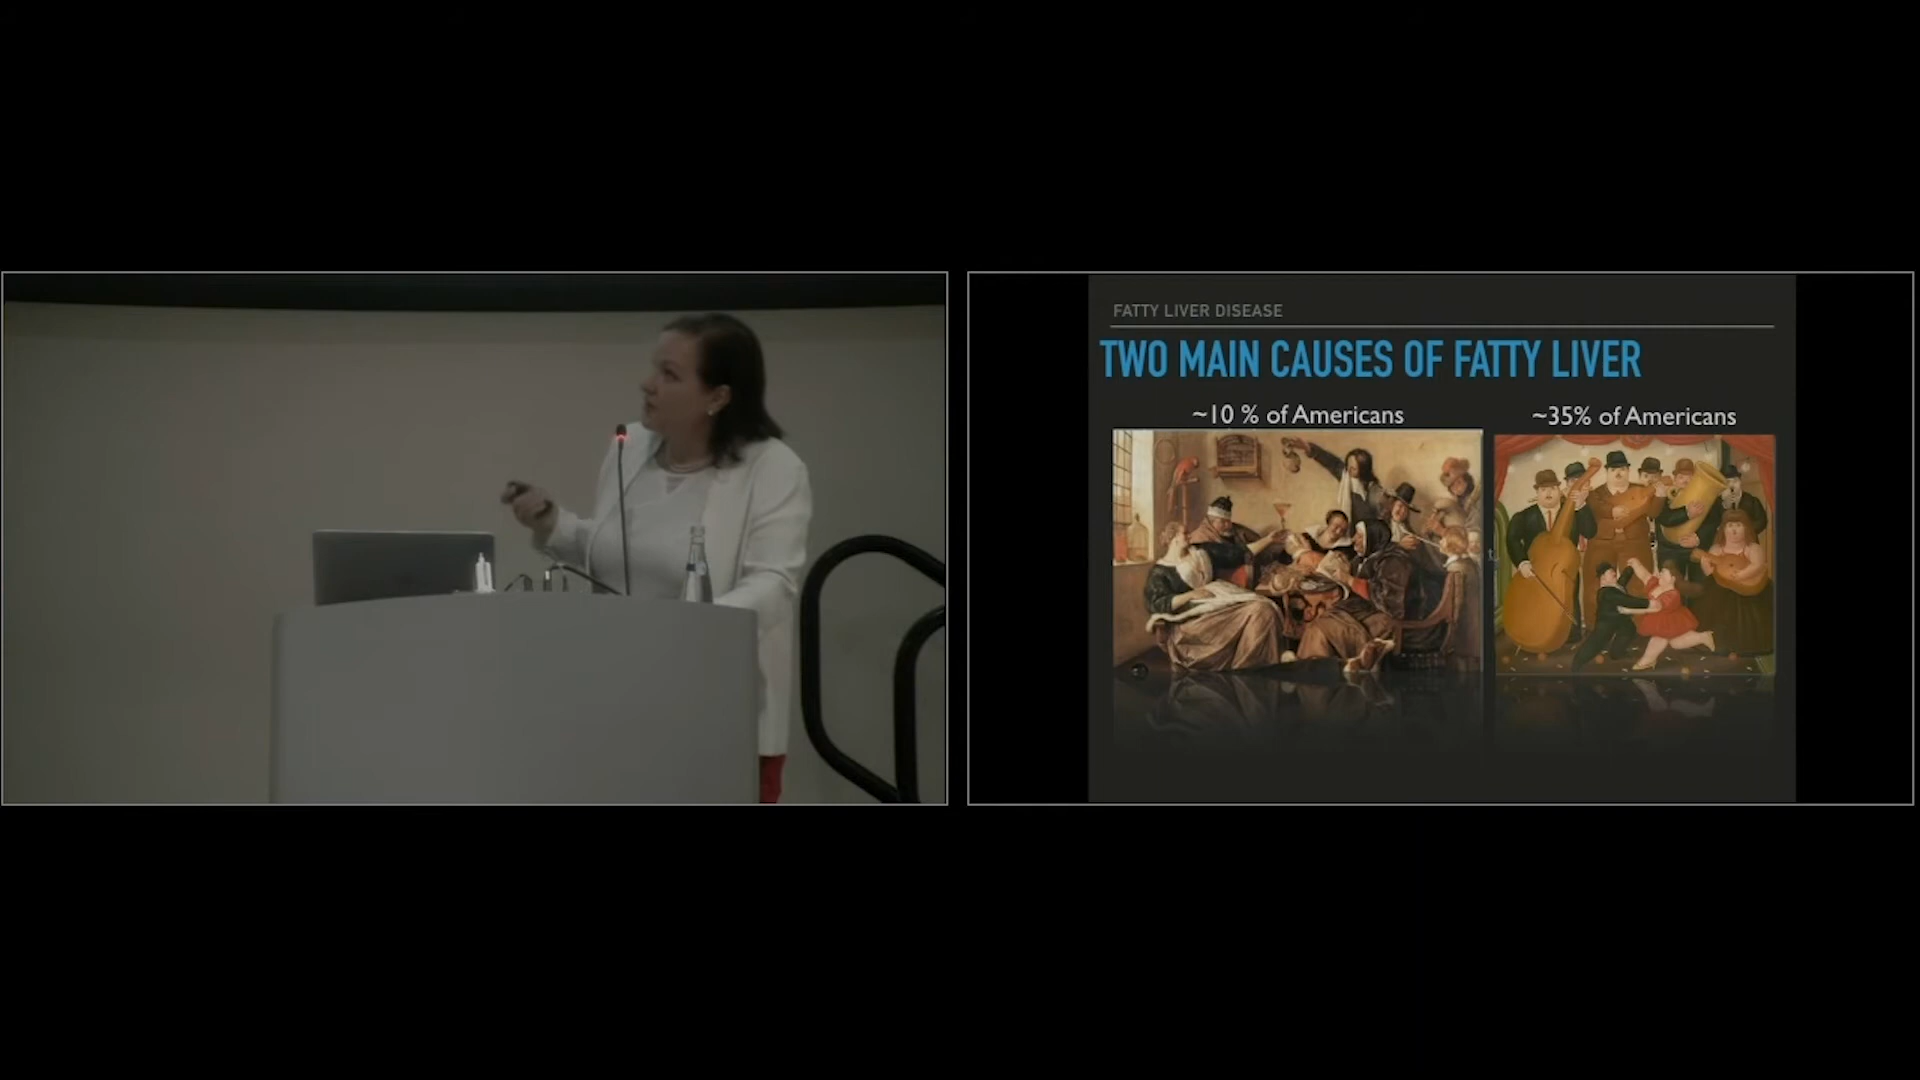 FATTY LIVER DISEASE
TWO MAIN CAUSES OF FATTY LIVER
~10 % of Americans
~35% of Americans